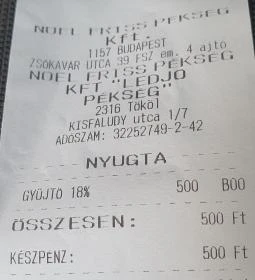 NOEL FRISS PÉKSÉG
Kft.
1157 BUDAPEST
ZSÓKAVÁR UTCA 39 FSZ em. 4 ajtó
NOEL FRISS PÉKSÉG
KFT "LEDJO
PÉKSÉG"
2316 Tököl
KISFALUDY utca 1/7
ADÓSZÁM: 32252749-2-42
NYUGTA
GYŰJTŐ 18% 500 B00
ÖSSZESEN: 500 Ft
KÉSZPÉNZ: 500 Ft